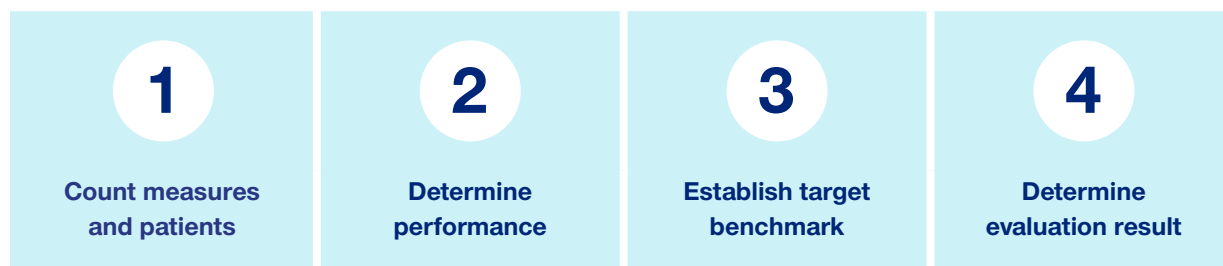 1
Count measures
and patients
2
Determine
performance
3
Establish target
benchmark
4
Determine
evaluation result